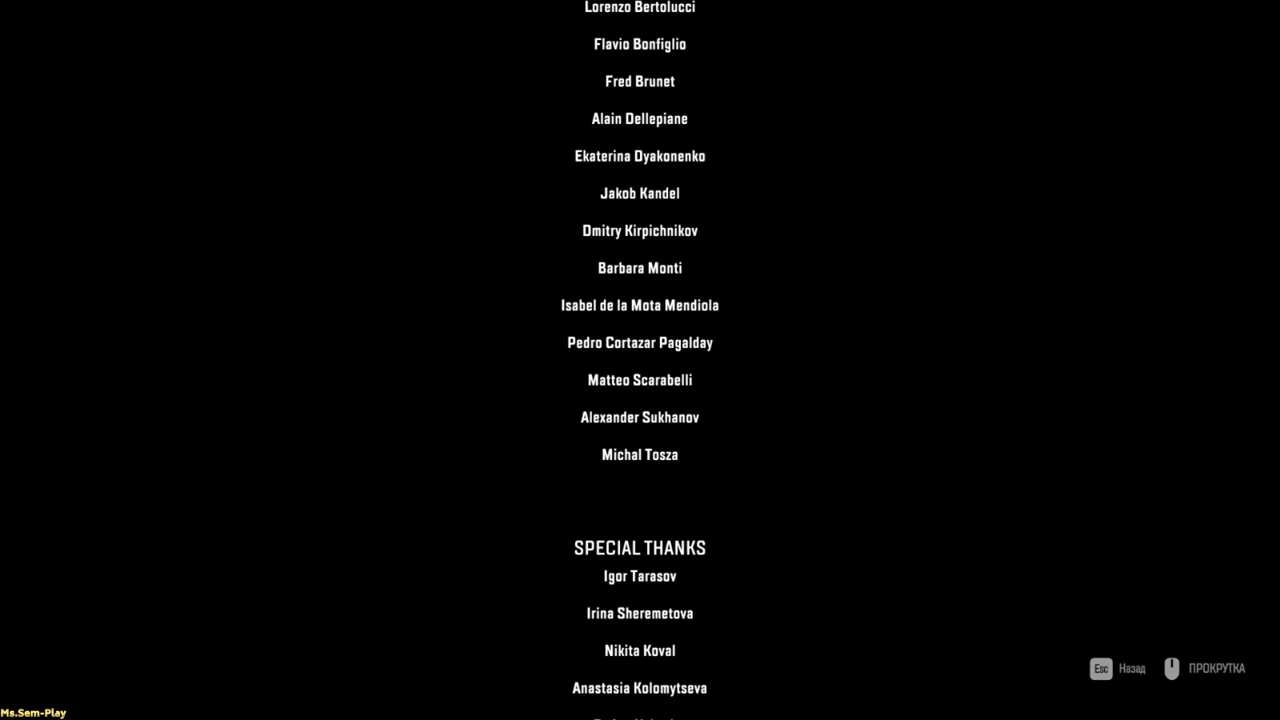 Lorenzo Bertolucci
Flavio Bonfiglio
Fred Brunet
Alain Dellepiane
Ekaterina Dyakonenko
Jakob Kandel
Dmitry Kirpichnikov
Barbara Monti
Isabel de la Mota Mendiola
Pedro Cortazar Pagalday
Matteo Scarabelli
Alexander Sukhanov
Michal Tosza
SPECIAL THANKS
Igor Tarasov
Irina Sheremetova
Nikita Koval
Esc Назад ПРОКРУТКА
Anastasia Kolomytseva
Ms.Sem-Play